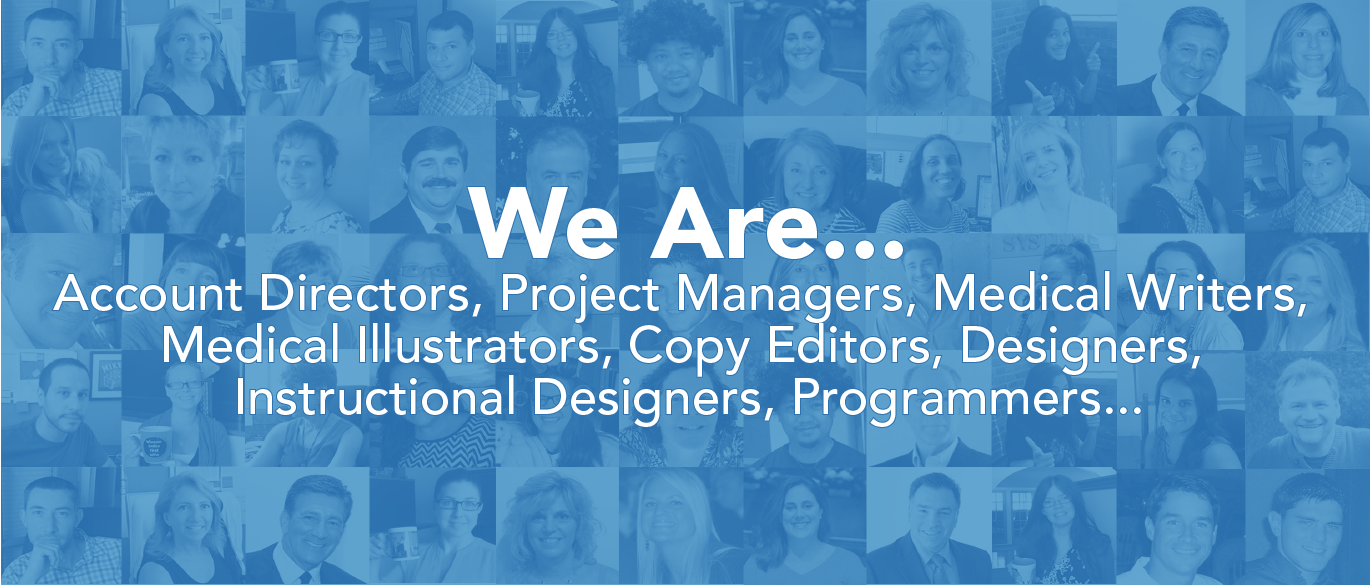 We Are...
Account Directors, Project Managers, Medical Writers,
Medical Illustrators, Copy Editors, Designers,
Instructional Designers, Programmers...